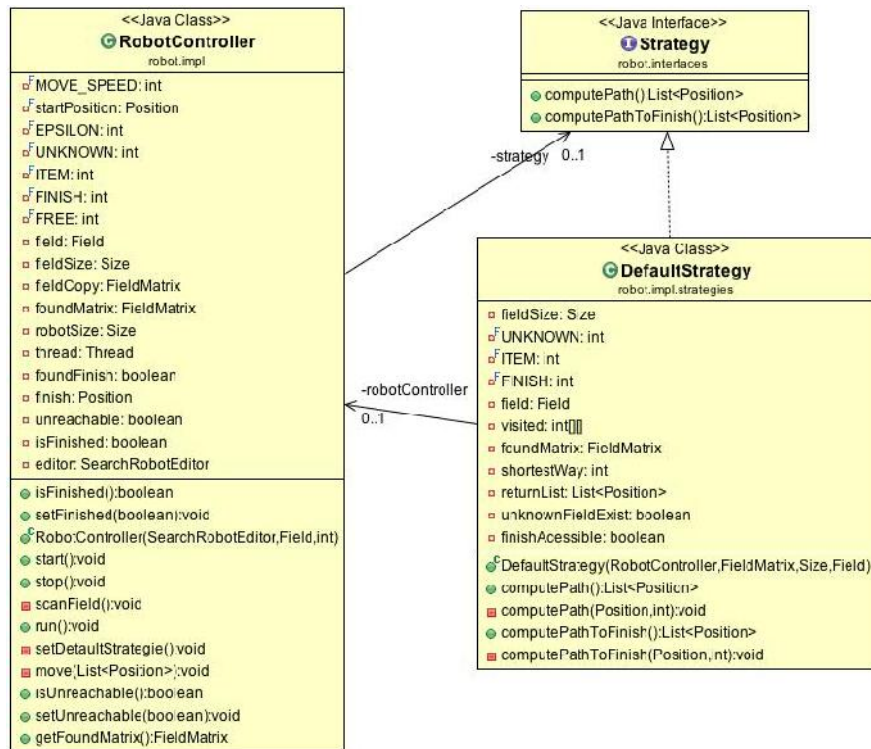 <<Java Class>>
RobotController
robot.impl
MOVE_SPEED: int
startPosition: Position
EPSILON: int
UNKNOWN: int
ITEM: int
FINISH: int
FREE: int
field: Field
fieldSize: Size
fieldCopy: FieldMatrix
foundMatrix: FieldMatrix
robotSize: Size
thread: Thread
foundFinish: boolean
finish: Position
unreachable: boolean
isFinished: boolean
editor: SearchRobotEditor
isFinished():boolean
setFinished(boolean):void
RobotController(SearchRobotEditor,Field,int)
start():void
stop():void
scanField():void
run():void
setDefaultStrategie():void
move(List<Position>):void
isUnreachable():boolean
setUnreachable(boolean):void
getFoundMatrix():FieldMatrix
<<Java Interface>>
Strategy
robot.interfaces
computePath():List<Position>
computePathToFinish():List<Position>
-strategy 0..1
<<Java Class>>
DefaultStrategy
robot.impl.strategies
fieldSize: Size
UNKNOWN: int
ITEM: int
FINISH: int
field: Field
visited: int[][]
foundMatrix: FieldMatrix
shortestWay: int
returnList: List<Position>
unknownFieldExist: boolean
finishAcessible: boolean
DefaultStrategy(RobotController,FieldMatrix,Size,Field)
computePath():List<Position>
computePath(Position,int):void
computePathToFinish():List<Position>
computePathToFinish(Position,int):void
-robotController
0..1